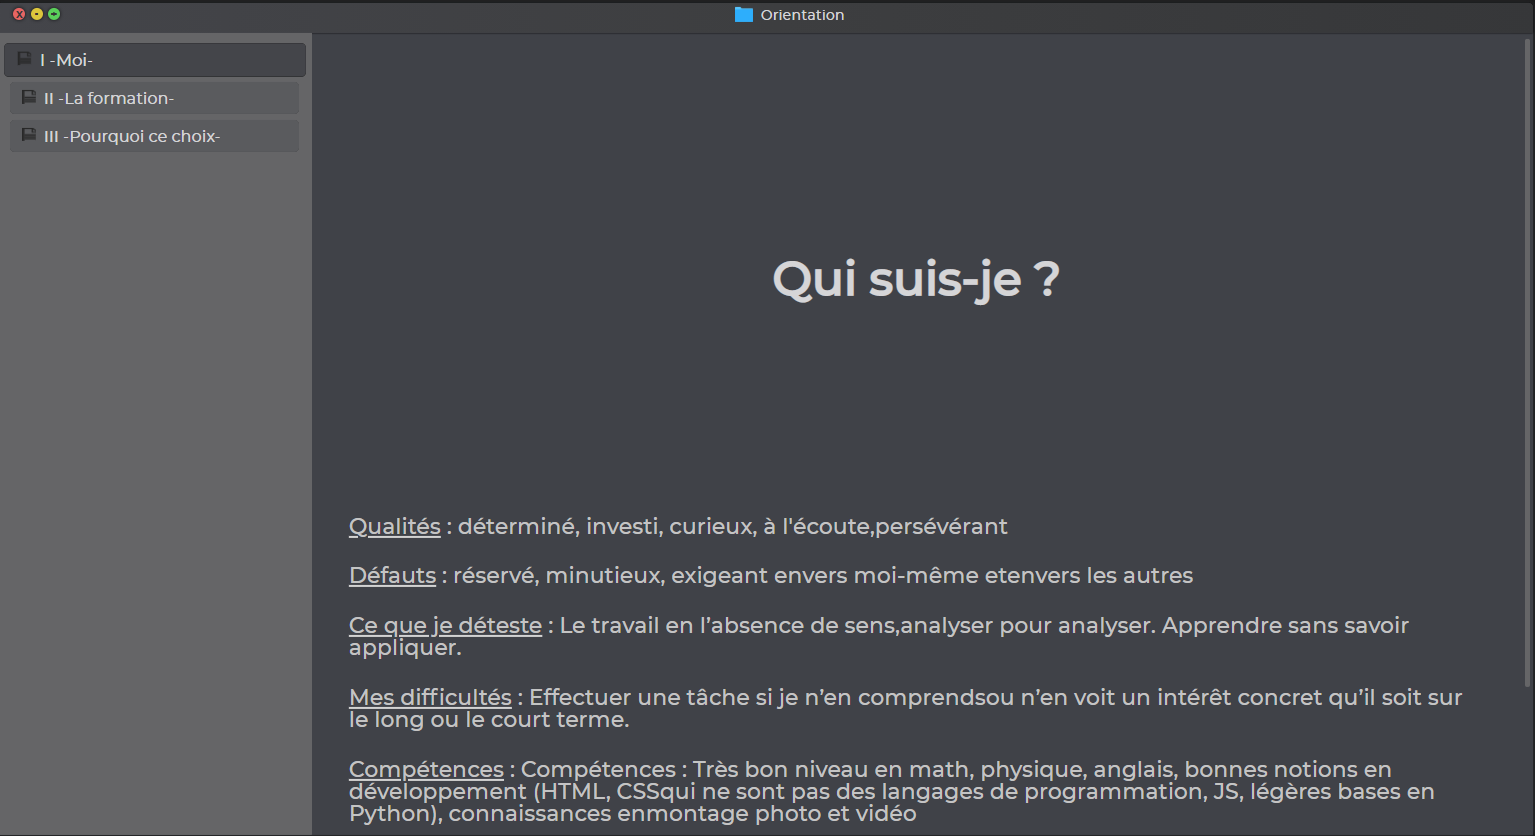 Orientation
I -Moi-
II -La formation-
III -Pourquoi ce choix-
Qui suis-je ?
Qualités : déterminé, investi, curieux, à l'écoute,persévérant
Défauts : réservé, minutieux, exigeant envers moi-même etenvers les autres
Ce que je déteste : Le travail en l’absence de sens,analyser pour analyser. Apprendre sans savoir
appliquer.
Mes difficultés : Effectuer une tâche si je n’en comprendsou n’en voit un intérêt concret qu’il soit sur
le long ou le court terme.
Compétences : Compétences : Très bon niveau en math, physique, anglais, bonnes notions en
développement (HTML, CSSqui ne sont pas des langages de programmation, JS, légères bases en
Python), connaissances enmontage photo et vidéo